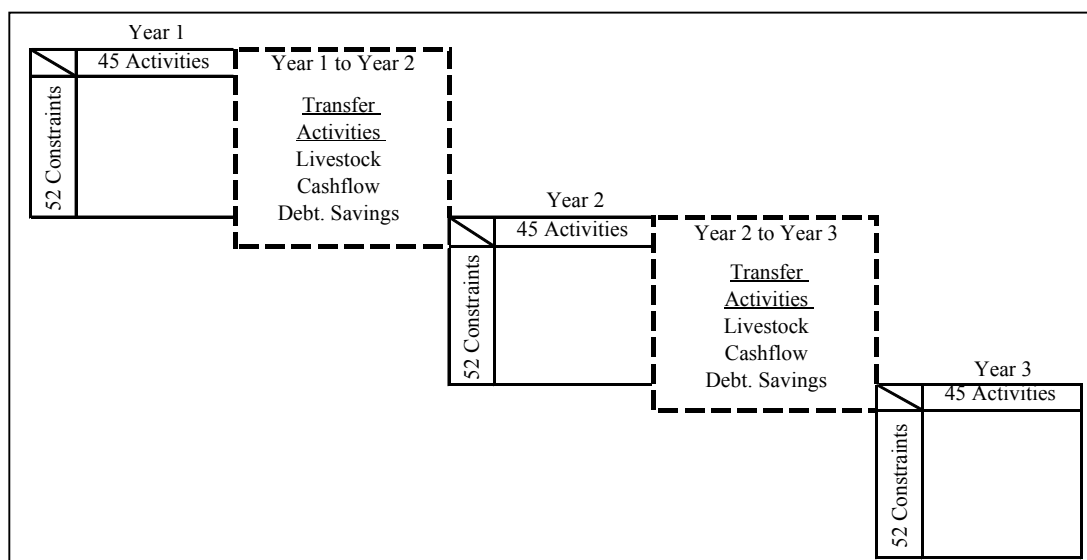 Year 1
45 Activities
52 Constraints
Year 1 to Year 2
Transfer
Activities
Livestock
Cashflow
Debt. Savings
Year 2
45 Activities
52 Constraints
Year 2 to Year 3
Transfer
Activities
Livestock
Cashflow
Debt. Savings
Year 3
45 Activities
52 Constraints